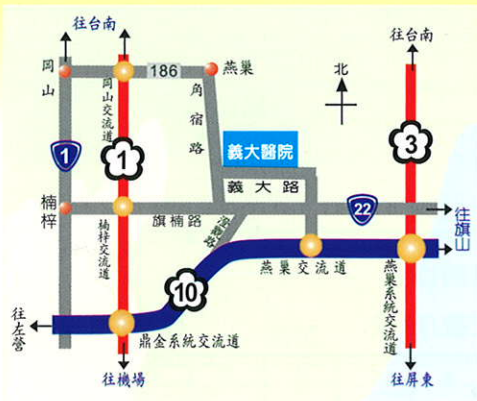 往台南
往台南
岡山
186
燕巢
岡山交流道
角宿路
北
1
1
3
義大醫院
義大路
楠梓
旗楠路
22
往旗山
楠梓交流道
燕巢交流道
燕巢系統交流道
10
往左營
鼎金系統交流道
往機場
往屏東